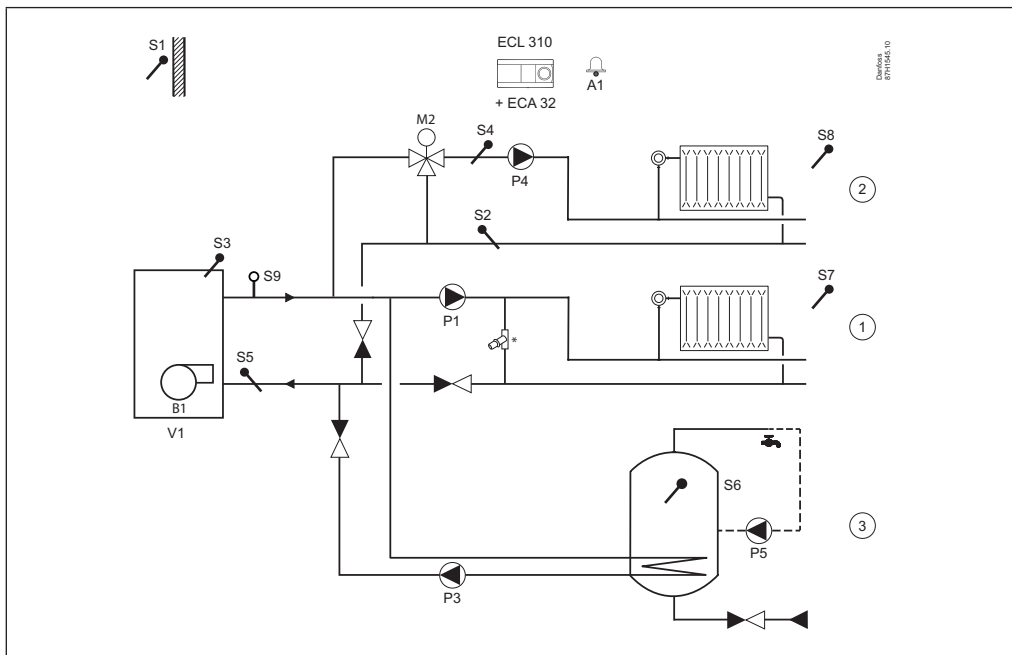 S1
ECL 310
+ ECA 32
A1
Danfoss
87H1545.10
M2
S4
P4
S8
2
S2
S3
S9
P1
S7
1
*
S5
B1
V1
S6
3
P5
P3